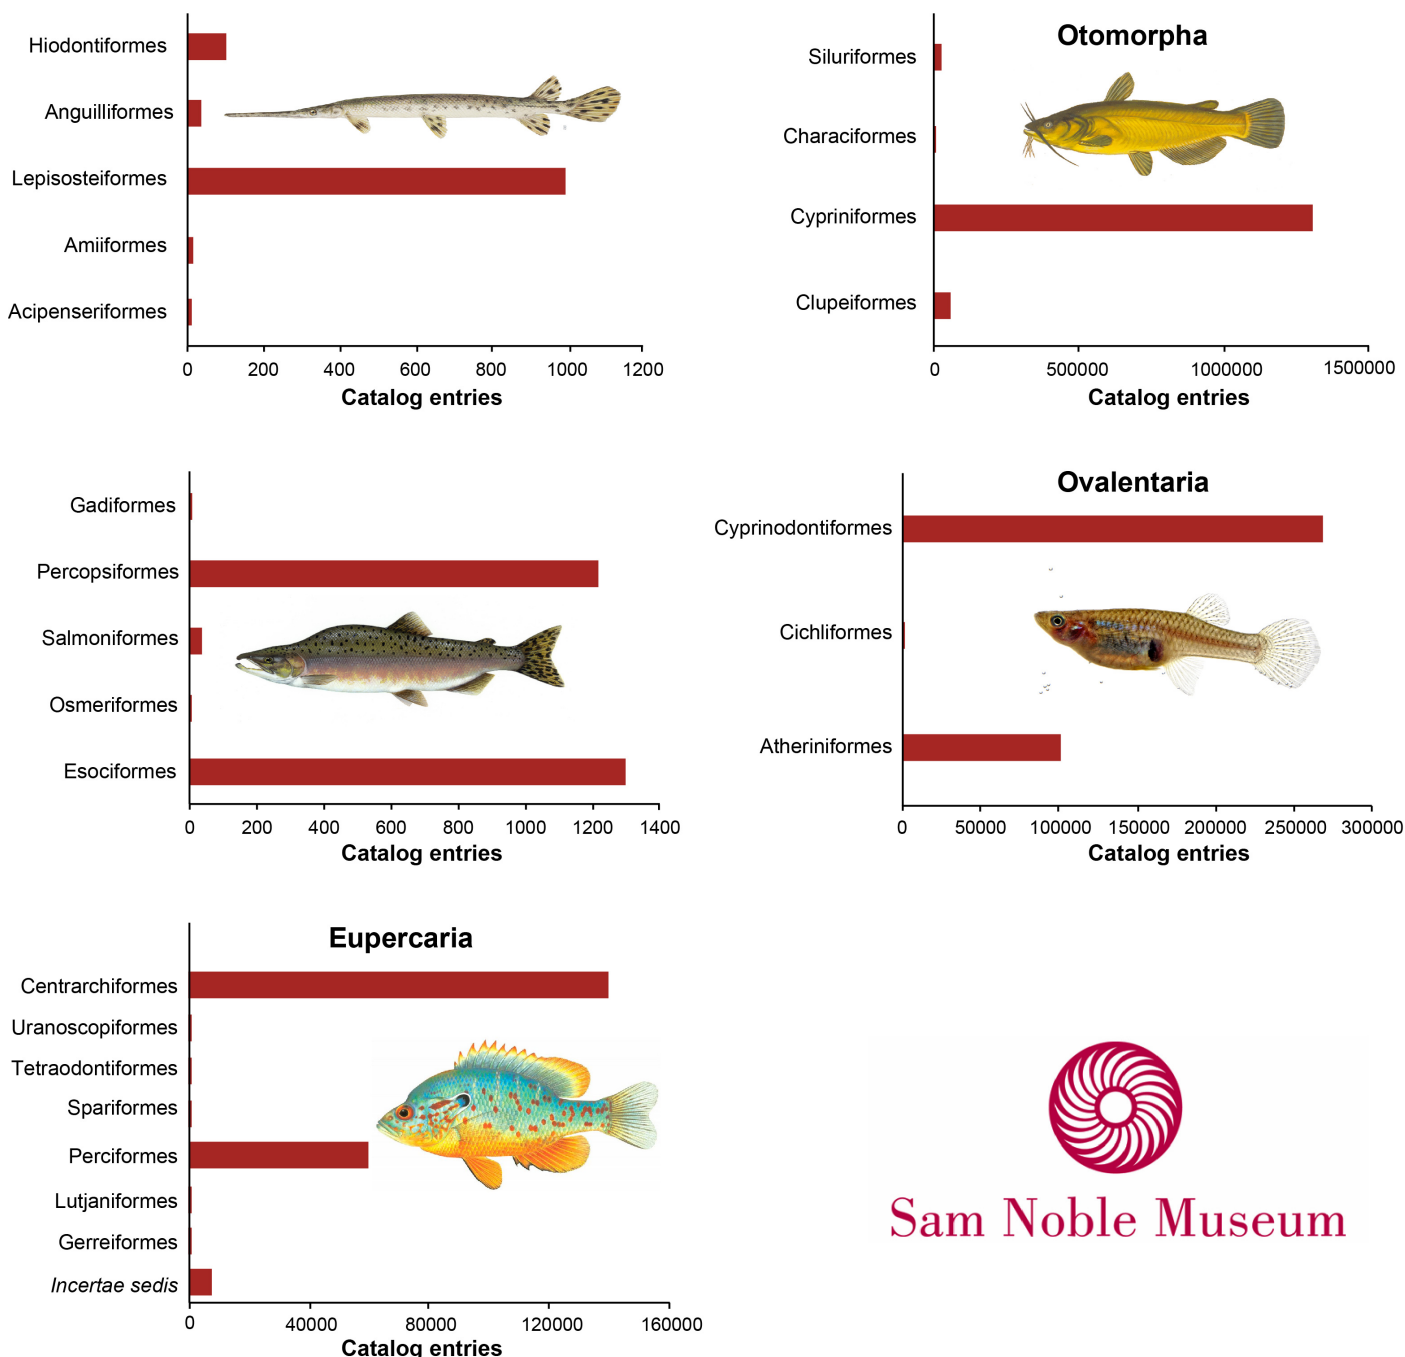 Hiodontiformes
Anguilliformes
Lepisosteiformes
Amiiformes
Acipenseriformes
0 200 400 600 800 1000 1200
Catalog entries
Otomorpha
Siluriformes
Characiformes
Cypriniformes
Clupeiformes
0 500000 1000000 1500000
Catalog entries
Gadiformes
Percopsiformes
Salmoniformes
Osmeriformes
Esociformes
0 200 400 600 800 1000 1200 1400
Catalog entries
Ovalentaria
Cyprinodontiformes
Cichliformes
Atheriniformes
0 50000 100000 150000 200000 250000 300000
Catalog entries
Eupercaria
Centrarchiformes
Uranoscopiformes
Tetraodontiformes
Spariformes
Perciformes
Lutjaniformes
Gerreiformes
Incertae sedis
0 40000 80000 120000 160000
Catalog entries
Sam Noble Museum